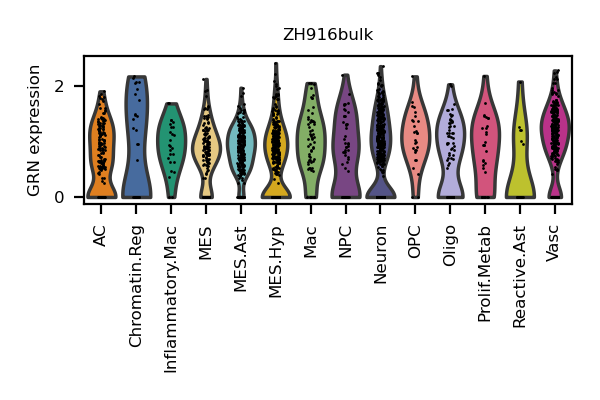 ZH916bulk
GRN expression
2
0
AC
Chromatin.Reg
Inflammatory.Mac
MES
MES.Ast
MES.Hyp
Mac
NPC
Neuron
OPC
Oligo
Prolif.Metab
Reactive.Ast
Vasc